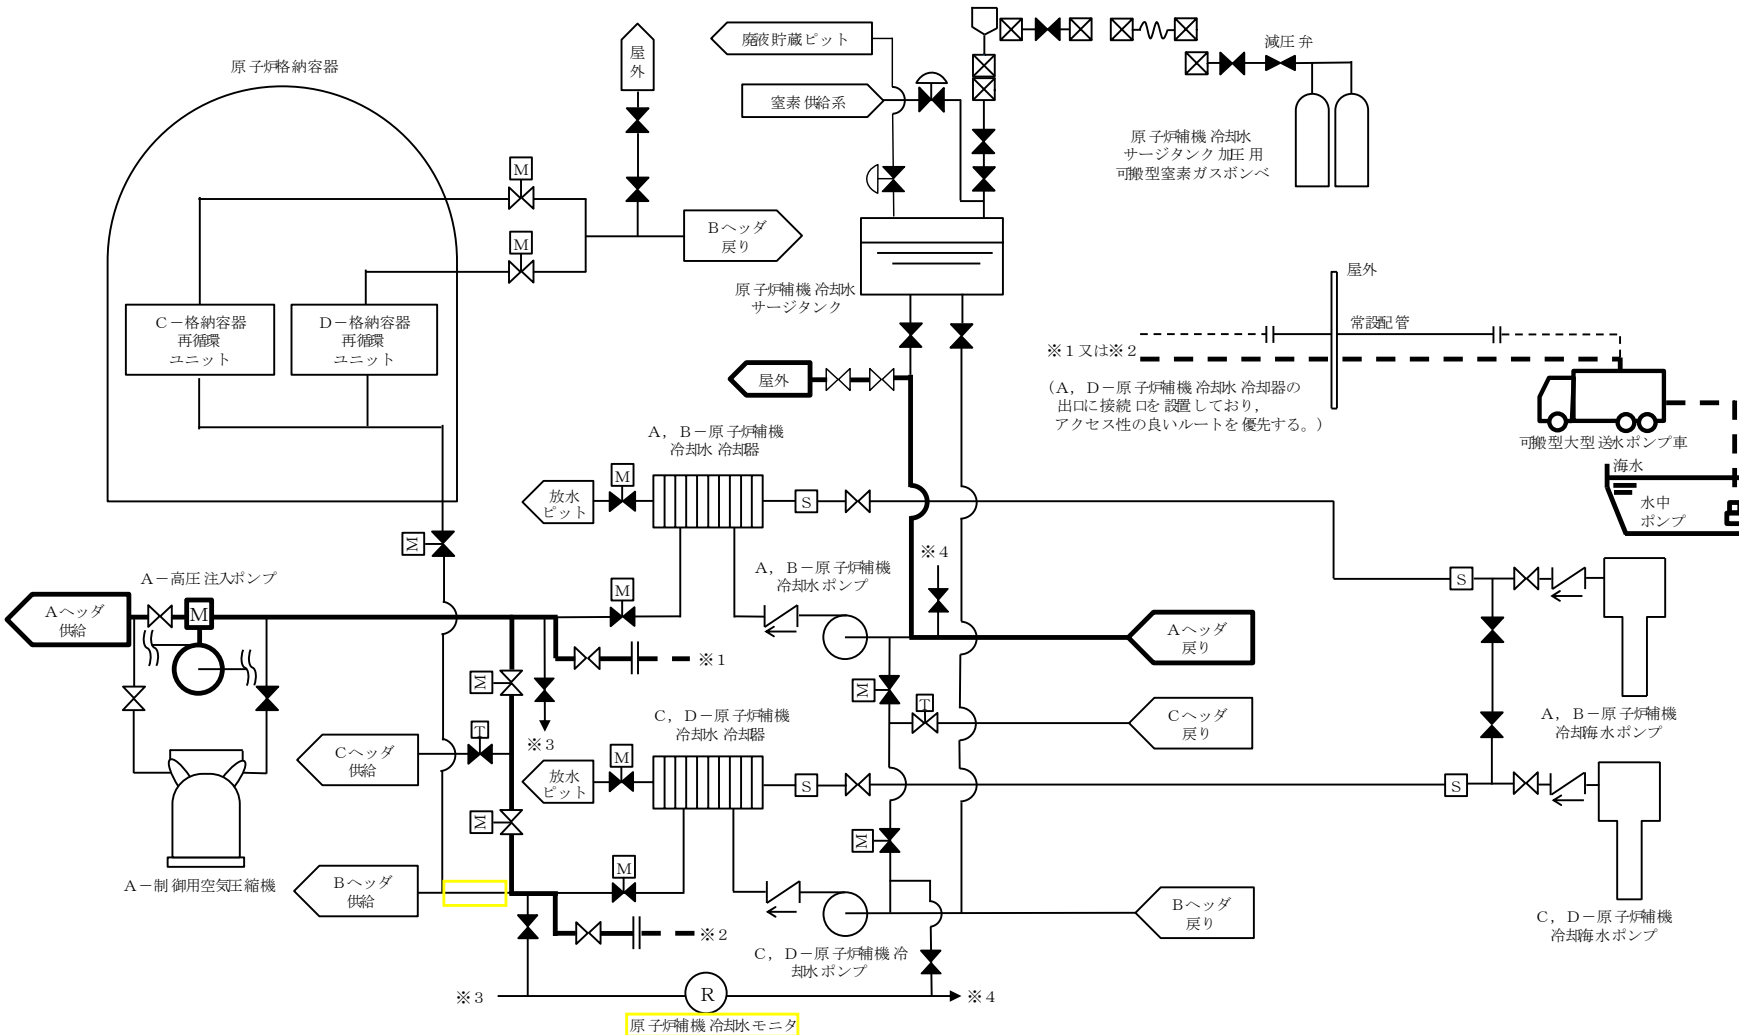 原子炉格納容器
屋
外
廃液貯蔵ピット
窒素供給系
減圧弁
原子炉補機冷却水
サージタンク加圧用
可搬型窒素ガスボンベ
M
M
Bヘッダ
戻り
C-格納容器
再循環
ユニット
D-格納容器
再循環
ユニット
原子炉補機冷却水
サージタンク
屋外
常設配管
※1又は※2
(A，D-原子炉補機冷却水冷却器の
出口に接続口を設置しており，
アクセス性の良いルートを優先する。)
可搬型大型送水ポンプ車
海水
水中
ポンプ
屋外
A，B-原子炉補機
冷却水冷却器
放水
ピット
M
S
M
A-高圧注入ポンプ
Aヘッダ
供給
M
M
A，B-原子炉補機
冷却水ポンプ
※4
Aヘッダ
戻り
S
※1
M
M
T
Cヘッダ
戻り
A，B-原子炉補機
冷却海水ポンプ
C，D-原子炉補機
冷却水冷却器
※3
T
Cヘッダ
供給
放水
ピット
M
S
S
M
M
A-制御用空気圧縮機
Bヘッダ
供給
M
Bヘッダ
戻り
C，D-原子炉補機
冷却海水ポンプ
※2
C，D-原子炉補機冷
却水ポンプ
※3
R
※4
原子炉補機冷却水モニタ